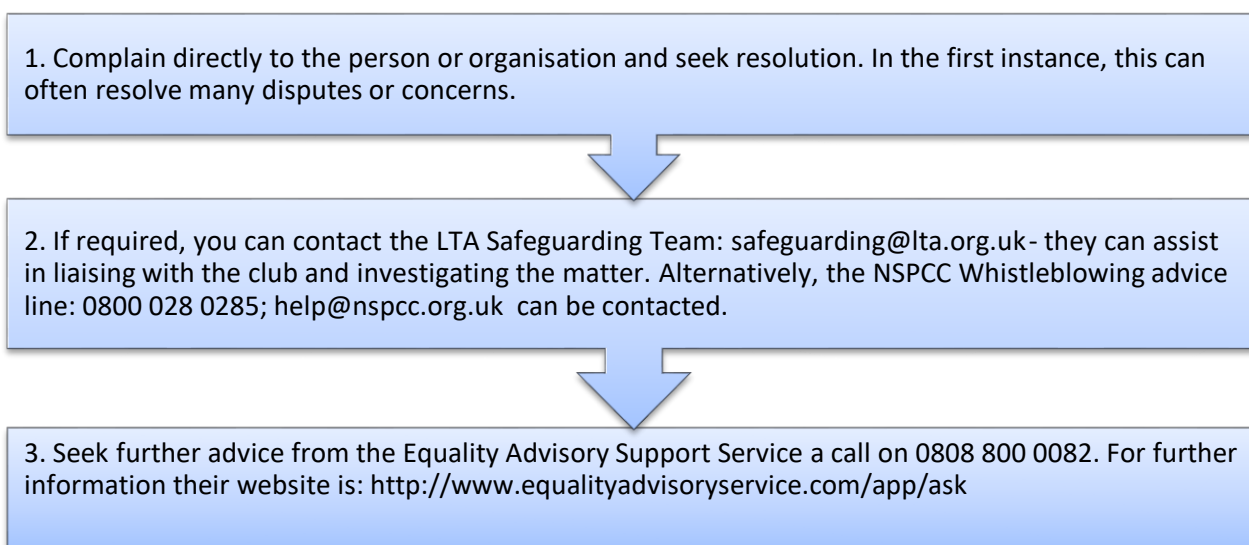 1. Complain directly to the person or organisation and seek resolution. In the first instance, this can
often resolve many disputes or concerns.
2. If required, you can contact the LTA Safeguarding Team: safeguarding@lta.org.uk - they can assist
in liaising with the club and investigating the matter. Alternatively, the NSPCC Whistleblowing advice
line: 0800 028 0285; help@nspcc.org.uk can be contacted.
3. Seek further advice from the Equality Advisory Support Service a call on 0808 800 0082. For further
information their website is: http://www.equalityadvisoryservice.com/app/ask